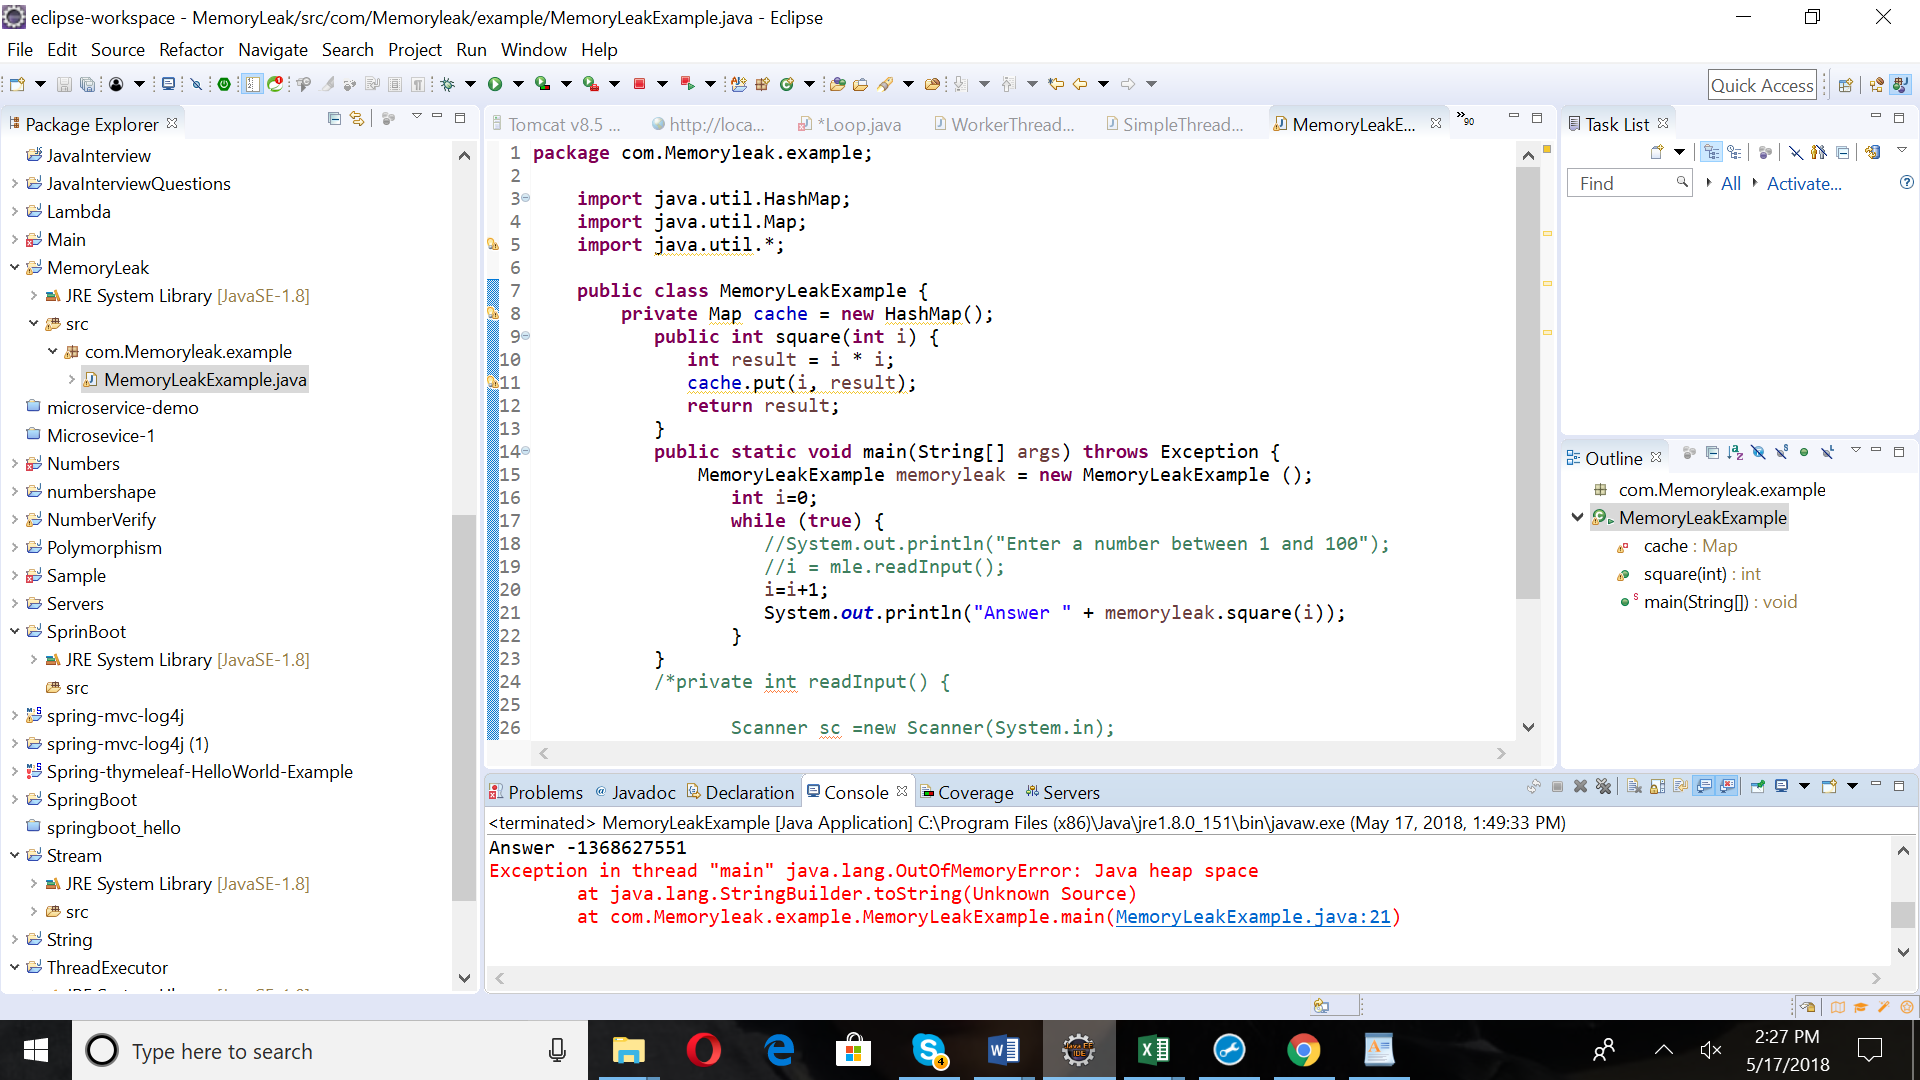 eclipse-workspace - MemoryLeak/src/com/Memoryleak/example/MemoryLeakExample.java - Eclipse
File Edit Source Refactor Navigate Search Project Run Window Help
Quick Access
Package Explorer
JavaInterview
JavaInterviewQuestions
Lambda
Main
MemoryLeak
JRE System Library [JavaSE-1.8]
src
com.Memoryleak.example
MemoryLeakExample.java
microservice-demo
Microsevice-1
Numbers
numbershape
NumberVerify
Polymorphism
Sample
Servers
SprinBoot
JRE System Library [JavaSE-1.8]
src
spring-mvc-log4j
spring-mvc-log4j (1)
Spring-thymeleaf-HelloWorld-Example
SpringBoot
springboot_hello
Stream
JRE System Library [JavaSE-1.8]
src
String
ThreadExecutor
Tomcat v8.5 ... http://loca... *Loop.java WorkerThread... SimpleThread... MemoryLeakE... »90
1 package com.Memoryleak.example;
2
3 import java.util.HashMap;
4 import java.util.Map;
5 import java.util.*;
6
7 public class MemoryLeakExample {
8 private Map cache = new HashMap();
9 public int square(int i) {
10 int result = i * i;
11 cache.put(i, result);
12 return result;
13 }
14 public static void main(String[] args) throws Exception {
15 MemoryLeakExample memoryleak = new MemoryLeakExample ();
16 int i=0;
17 while (true) {
18 //System.out.println("Enter a number between 1 and 100");
19 //i = mle.readInput();
20 i=i+1;
21 System.out.println("Answer " + memoryleak.square(i));
22 }
23 }
24 /*private int readInput() {
25
26 Scanner sc =new Scanner(System.in);
Task List
Find All Activate...
Outline
com.Memoryleak.example
MemoryLeakExample
cache : Map
square(int) : int
main(String[]) : void
Problems @ Javadoc Declaration Console Coverage Servers
<terminated> MemoryLeakExample [Java Application] C:\Program Files (x86)\Java\jre1.8.0_151\bin\javaw.exe (May 17, 2018, 1:49:33 PM)
Answer -1368627551
Exception in thread "main" java.lang.OutOfMemoryError: Java heap space
at java.lang.StringBuilder.toString(Unknown Source)
at com.Memoryleak.example.MemoryLeakExample.main(MemoryLeakExample.java:21)
Type here to search
4
2:27 PM
5/17/2018